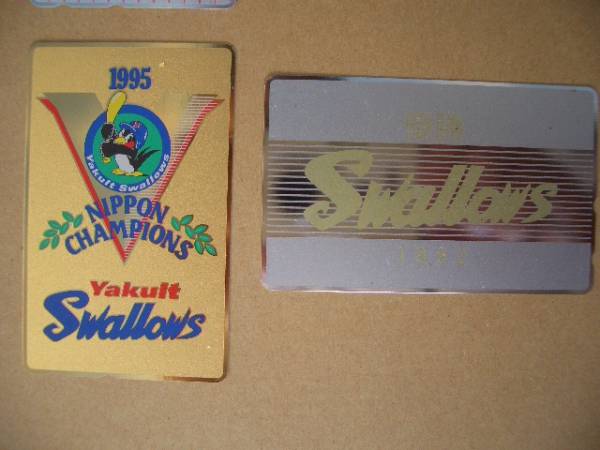 1995
Yakult Swallows
NIPPON
CHAMPIONS
Yakult
Swallows
Swallows